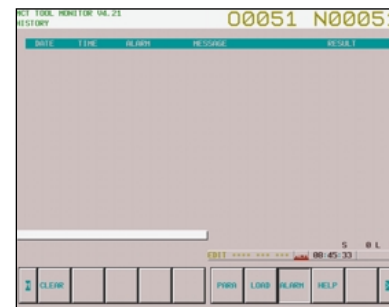 MCT TOOL MONITOR V4.21
HISTORY
O0051 N0005
DATE TIME ALARM MESSAGE RESULT
S 0 L
EDIT **** *** *** 08:45:33
CLEAR PARA LOAD ALARM HELP